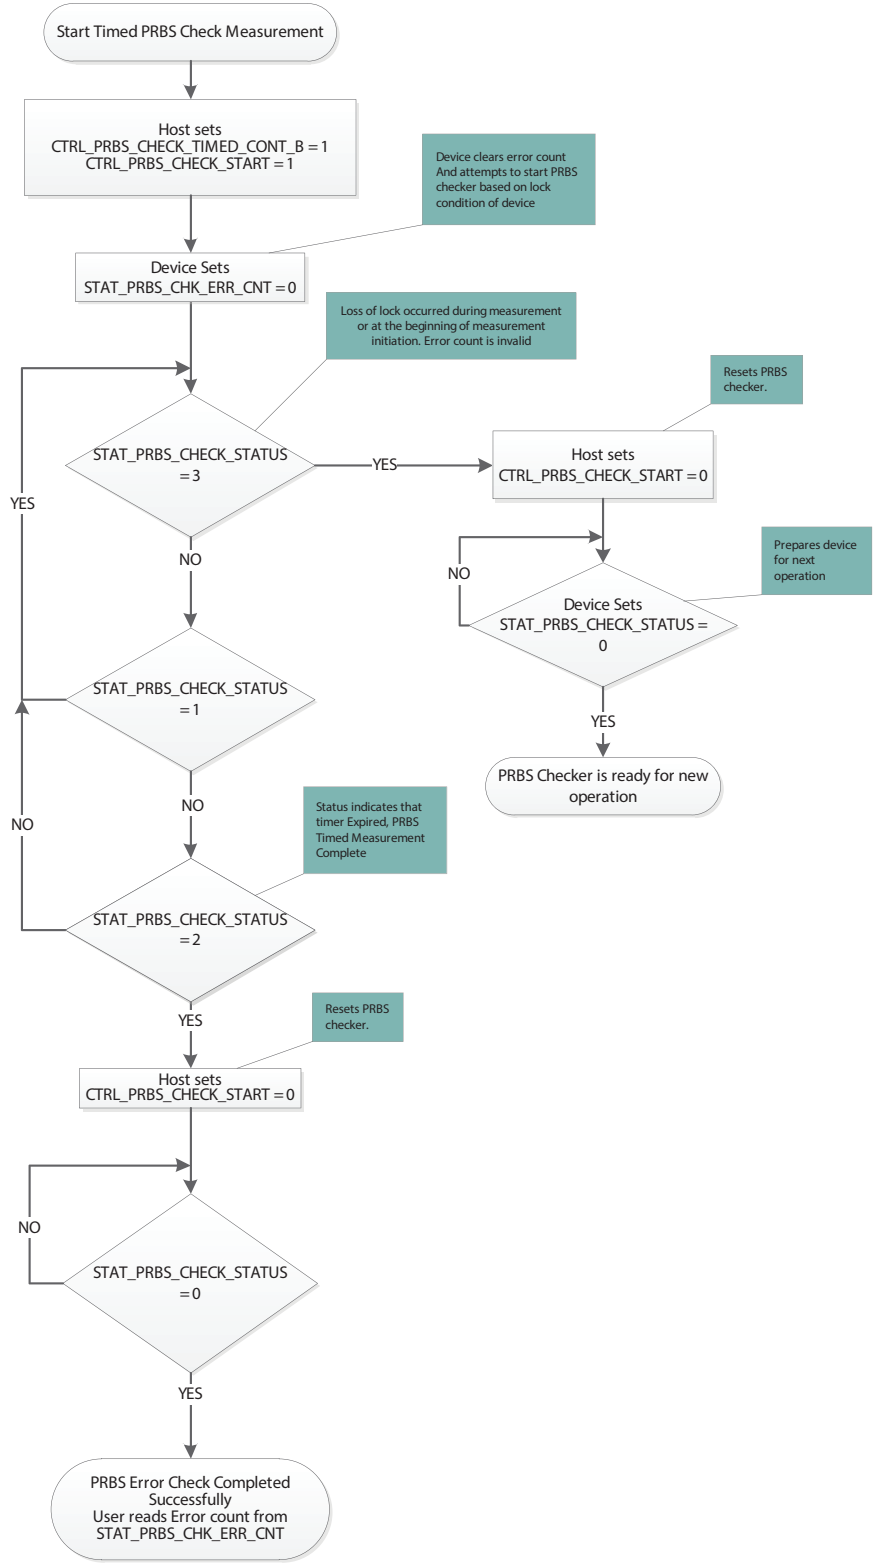 Start Timed PRBS Check Measurement
Host sets
CTRL_PRBS_CHECK_TIMED_CONT_B = 1
CTRL_PRBS_CHECK_START = 1
Device clears error count
And attempts to start PRBS
checker based on lock
condition of device
Device Sets
STAT_PRBS_CHK_ERR_CNT = 0
Loss of lock occurred during measurement
or at the beginning of measurement
initiation. Error count is invalid
Resets PRBS
checker.
STAT_PRBS_CHECK_STATUS
= 3
YES
Host sets
CTRL_PRBS_CHECK_START = 0
YES
NO
Prepares device
for next
operation
NO
Device Sets
STAT_PRBS_CHECK_STATUS =
0
STAT_PRBS_CHECK_STATUS
= 1
YES
PRBS Checker is ready for new
operation
NO
NO
Status indicates that
timer Expired, PRBS
Timed Measurement
Complete
STAT_PRBS_CHECK_STATUS
= 2
YES
Resets PRBS
checker.
Host sets
CTRL_PRBS_CHECK_START = 0
NO
STAT_PRBS_CHECK_STATUS
= 0
YES
PRBS Error Check Completed
Successfully
User reads Error count from
STAT_PRBS_CHK_ERR_CNT